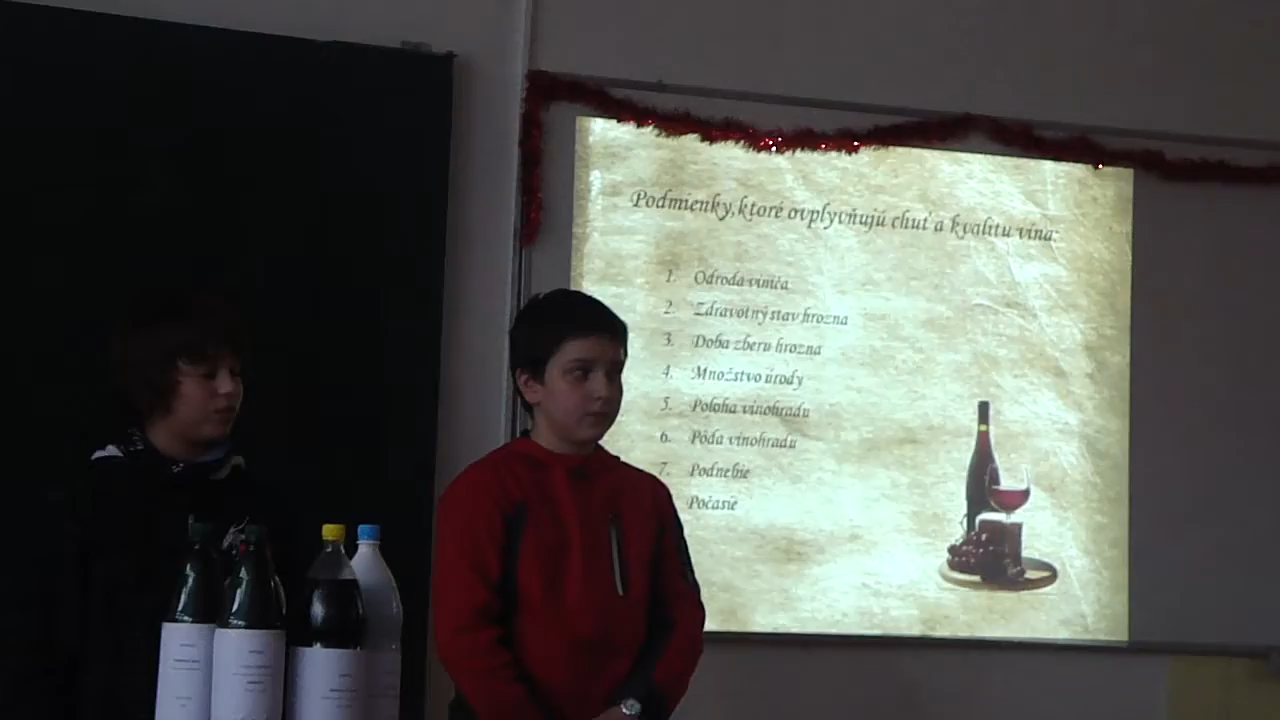 Podmienky,ktoré ovplyvňujú chuť a kvalitu vína:
1. Odroda viniča
2. Zdravotný stav hrozna
3. Doba zberu hrozna
4. Množstvo úrody
5. Poloha vinohradu
6. Pôda vinohradu
7. Podnebie
Počasie